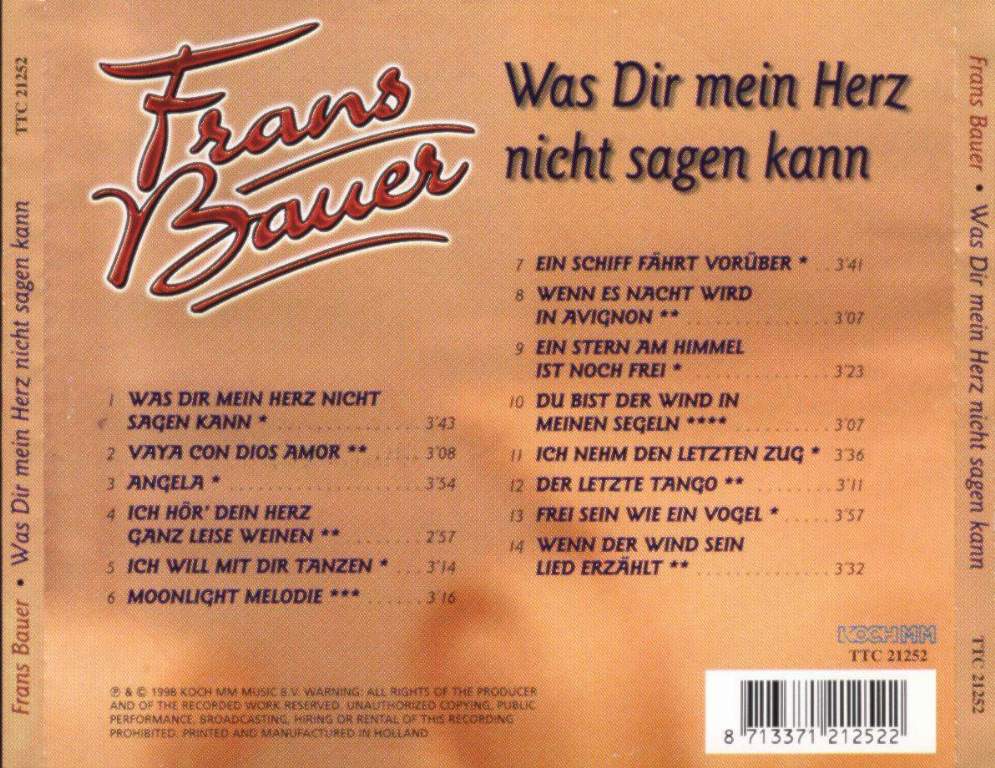 Frans Bauer • Was Dir mein Herz nicht sagen kann TTC 21252
Frans
Bauer
Was Dir mein Herz
nicht sagen kann
1 WAS DIR MEIN HERZ NICHT
SAGEN KANN * ................ 3'43
2 VAYA CON DIOS AMOR ** .... 3'08
3 ANGELA * .................... 3'54
4 ICH HÖR' DEIN HERZ
GANZ LEISE WEINEN ** ....... 2'57
5 ICH WILL MIT DIR TANZEN * ... 3'14
6 MOONLIGHT MELODIE *** ...... 3'16
7 EIN SCHIFF FÄHRT VORÜBER * .. 3'41
8 WENN ES NACHT WIRD
IN AVIGNON ** ............... 3'07
9 EIN STERN AM HIMMEL
IST NOCH FREI * ................ 3'23
10 DU BIST DER WIND IN
MEINEN SEGELN **** ........... 3'07
11 ICH NEHM DEN LETZTEN ZUG * 3'36
12 DER LETZTE TANGO ** ........ 3'11
13 FREI SEIN WIE EIN VOGEL * ..... 3'57
14 WENN DER WIND SEIN
LIED ERZÄHLT ** .............. 3'32
KOCH MM
TTC 21252
℗ & © 1998 KOCH MM MUSIC B.V. WARNING: ALL RIGHTS OF THE PRODUCER
AND OF THE RECORDED WORK RESERVED. UNAUTHORIZED COPYING, PUBLIC
PERFORMANCE, BROADCASTING, HIRING OR RENTAL OF THIS RECORDING
PROHIBITED. PRINTED AND MANUFACTURED IN HOLLAND
8 713371 212522
Frans Bauer • Was Dir mein Herz nicht sagen kann TTC 21252